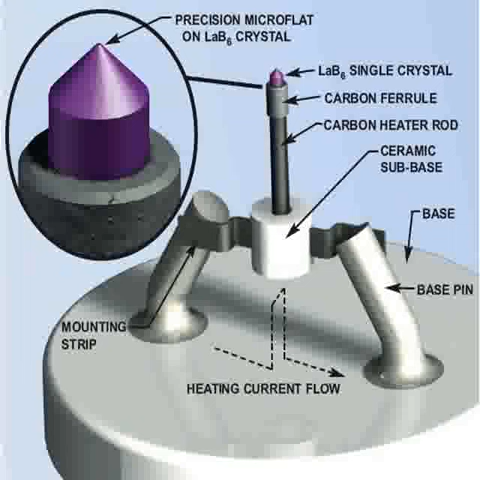 PRECISION MICROFLAT
ON LaB₆ CRYSTAL
LaB₆ SINGLE CRYSTAL
CARBON FERRULE
CARBON HEATER ROD
CERAMIC
SUB-BASE
BASE
BASE PIN
MOUNTING
STRIP
HEATING CURRENT FLOW